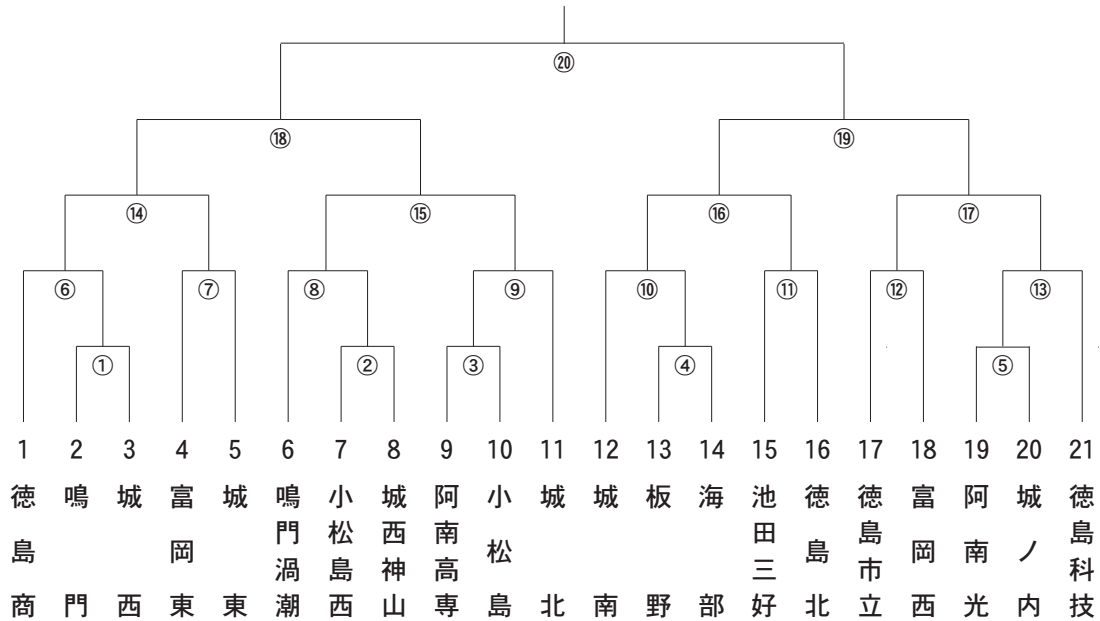 ⑳
⑱ ⑲
⑭ ⑮ ⑯ ⑰
⑥ ⑦ ⑧ ⑨ ⑩ ⑪ ⑫ ⑬
① ② ③ ④ ⑤
1 2 3 4 5 6 7 8 9 10 11 12 13 14 15 16 17 18 19 20 21
徳島商
鳴門
城西
富岡東
城東
鳴門渦潮
小松島西
城西神山
阿南高専
小松島
城北
城南
板野
海部
池田三好
徳島北
徳島市立
富岡西
阿南光
城ノ内
徳島科技